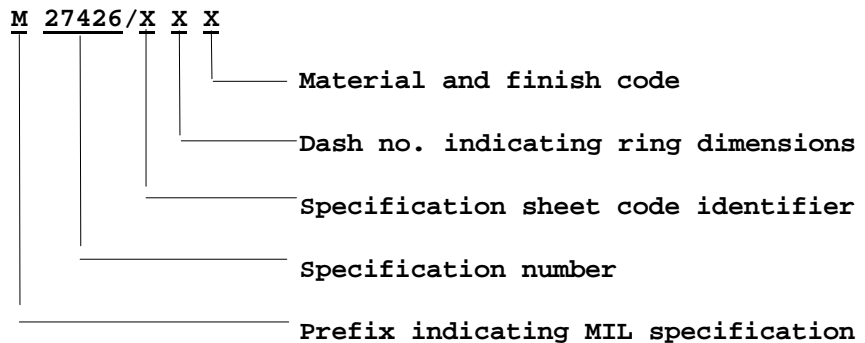 M 27426/X X X
Material and finish code
Dash no. indicating ring dimensions
Specification sheet code identifier
Specification number
Prefix indicating MIL specification